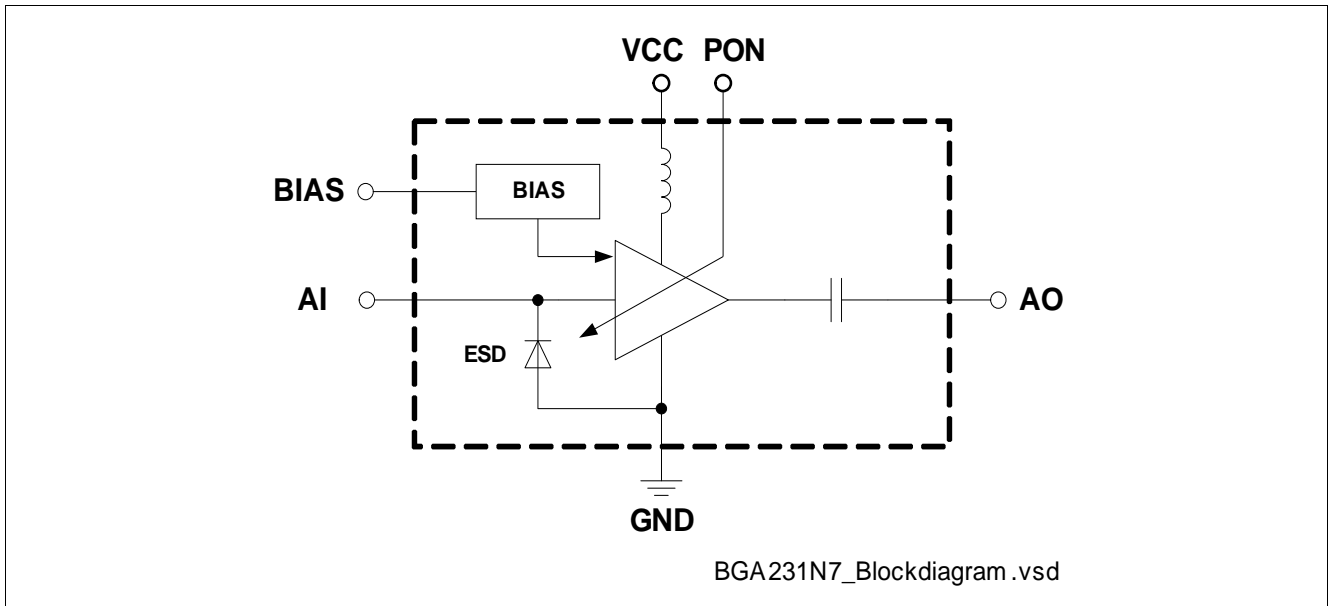 VCC PON
BIAS
BIAS
AI
AO
ESD
GND
BGA231N7_Blockdiagram.vsd